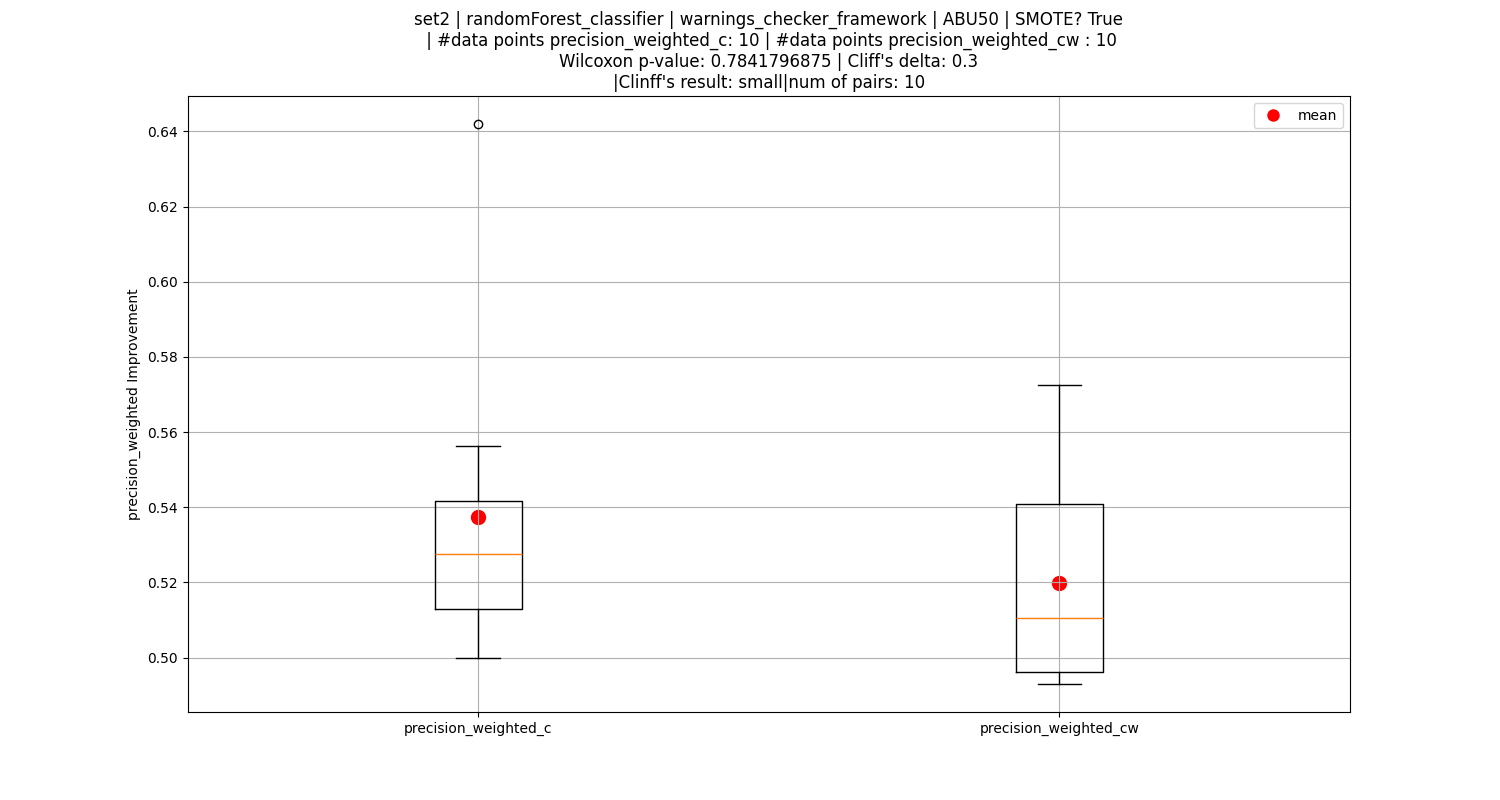 set2 | randomForest_classifier | warnings_checker_framework | ABU50 | SMOTE? True
| #data points precision_weighted_c: 10 | #data points precision_weighted_cw : 10
Wilcoxon p-value: 0.7841796875 | Cliff's delta: 0.3
|Clinff's result: small|num of pairs: 10
mean
0.64
0.62
0.60
0.58
0.56
0.54
0.52
0.50
precision_weighted Improvement
precision_weighted_c
precision_weighted_cw